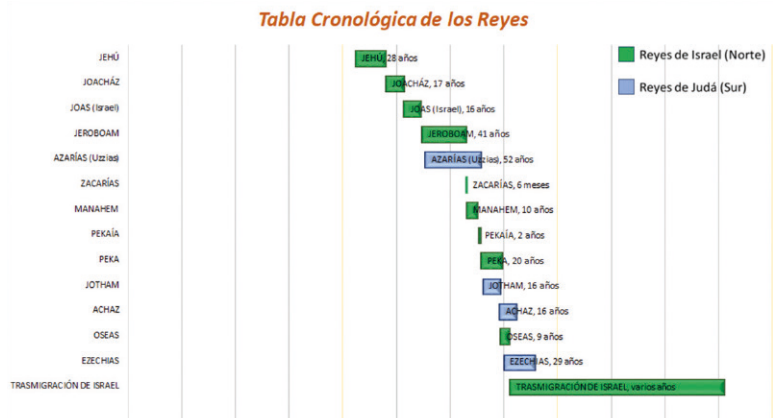 Tabla Cronológica de los Reyes
Reyes de Israel (Norte)
Reyes de Judá (Sur)
JEHÚ
JEHÚ, 28 años
JOACHÁZ
JOACHÁZ, 17 años
JOAS (Israel)
JOAS (Israel), 16 años
JEROBOAM
JEROBOAM, 41 años
AZARÍAS (Uzzias)
AZARÍAS (Uzzias), 52 años
ZACARÍAS
ZACARÍAS, 6 meses
MANAHEM
MANAHEM, 10 años
PEKAÍA
PEKAÍA, 2 años
PEKA
PEKA, 20 años
JOTHAM
JOTHAM, 16 años
ACHAZ
ACHAZ, 16 años
OSEAS
OSEAS, 9 años
EZECHIAS
EZECHIAS, 29 años
TRASMIGRACIÓN DE ISRAEL
TRASMIGRACIÓN DE ISRAEL, varios años